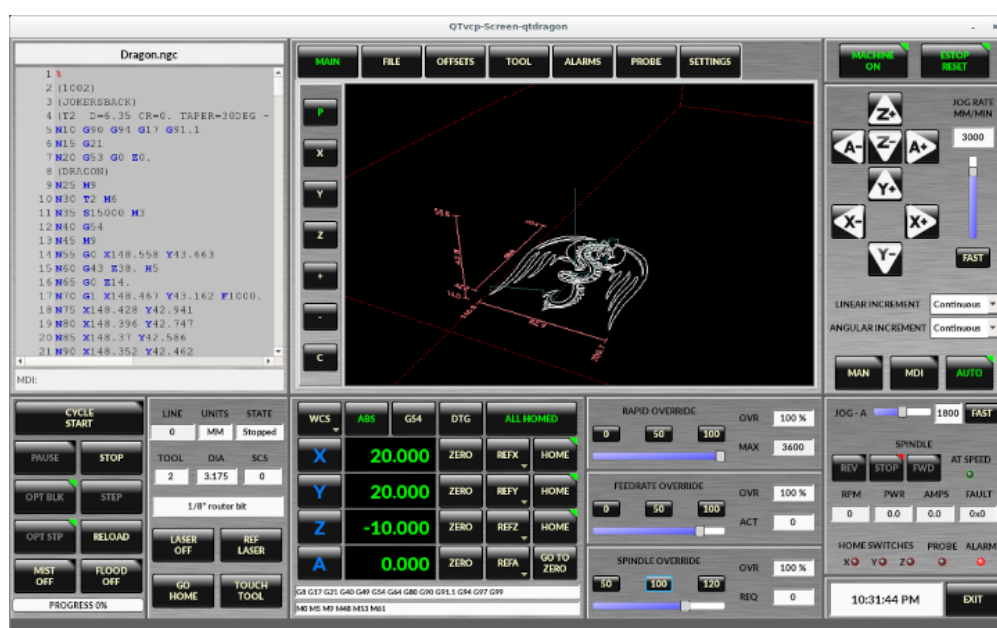 QTvcp-Screen-qtdragon
Dragon.ngc
1 %
2 (1002)
3 (JOKERSBACK)
4 (T2 D=6.35 CR=0. TAPER=30DEG -
5 N10 G90 G94 G17 G91.1
6 N15 G21
7 N20 G53 G0 Z0.
8 (DRAGON)
9 N25 M9
10 N30 T2 M6
11 N35 S15000 M3
12 N40 G54
13 N45 M9
14 N55 G0 X148.558 Y43.663
15 N60 G43 Z38. H5
16 N65 G0 Z14.
17 N70 G1 X148.467 Y43.162 F1000.
18 N75 X148.428 Y42.941
19 N80 X148.396 Y42.747
20 N85 X148.37 Y42.586
21 N90 X148.352 Y42.462
MDI:
MAIN FILE OFFSETS TOOL ALARMS PROBE SETTINGS
P
X
Y
Z
+
-
C
MACHINE ON
ESTOP RESET
JOG RATE
MM/MIN
3000
Z+
A- Z- A+
Y+
X- X+
Y-
FAST
LINEAR INCREMENT Continuous
ANGULAR INCREMENT Continuous
MAN MDI AUTO
CYCLE START
PAUSE STOP
OPT BLK STEP
OPT STP RELOAD
MIST OFF
FLOOD OFF
PROGRESS 0%
LINE UNITS STATE
0 MM Stopped
TOOL DIA SCS
2 3.175 0
1/8" router bit
LASER OFF
REF LASER
GO HOME
TOUCH TOOL
WCS ABS G54 DTG ALL HOMED
X 20.000 ZERO REFX HOME
Y 20.000 ZERO REFY HOME
Z -10.000 ZERO REFZ HOME
A 0.000 ZERO REFA GO TO ZERO
G8 G17 G21 G40 G49 G54 G64 G80 G90 G91.1 G94 G97 G99
M0 M5 M9 M48 M53 M61
RAPID OVERRIDE OVR 100 %
0 50 100
MAX 3600
FEEDRATE OVERRIDE OVR 100 %
0 50 100
ACT 0
SPINDLE OVERRIDE OVR 100 %
50 100 120
REQ 0
JOG - A 1800 FAST
SPINDLE
REV STOP FWD AT SPEED
RPM PWR AMPS FAULT
0 0.0 0.0 0x0
HOME SWITCHES PROBE ALARM
X Y Z
10:31:44 PM EXIT